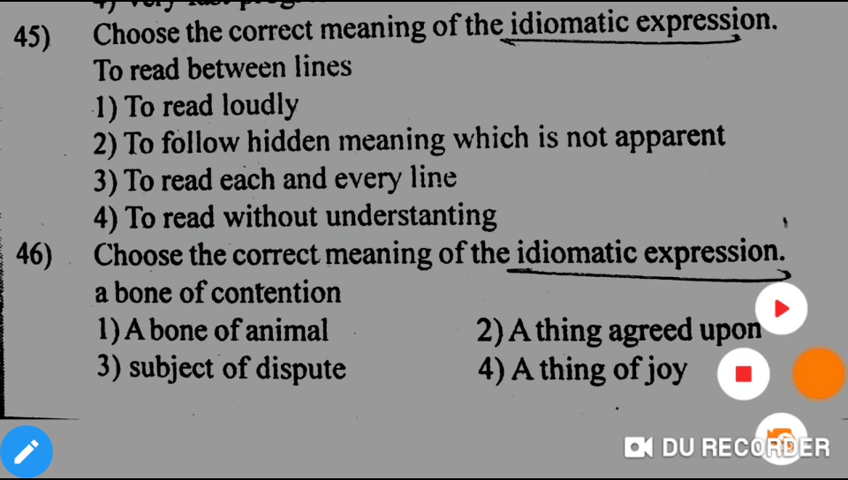 45) Choose the correct meaning of the idiomatic expression.
To read between lines
1) To read loudly
2) To follow hidden meaning which is not apparent
3) To read each and every line
4) To read without understanting
46) Choose the correct meaning of the idiomatic expression.
a bone of contention
1) A bone of animal 2) A thing agreed upon
3) subject of dispute 4) A thing of joy
DU RECORDER